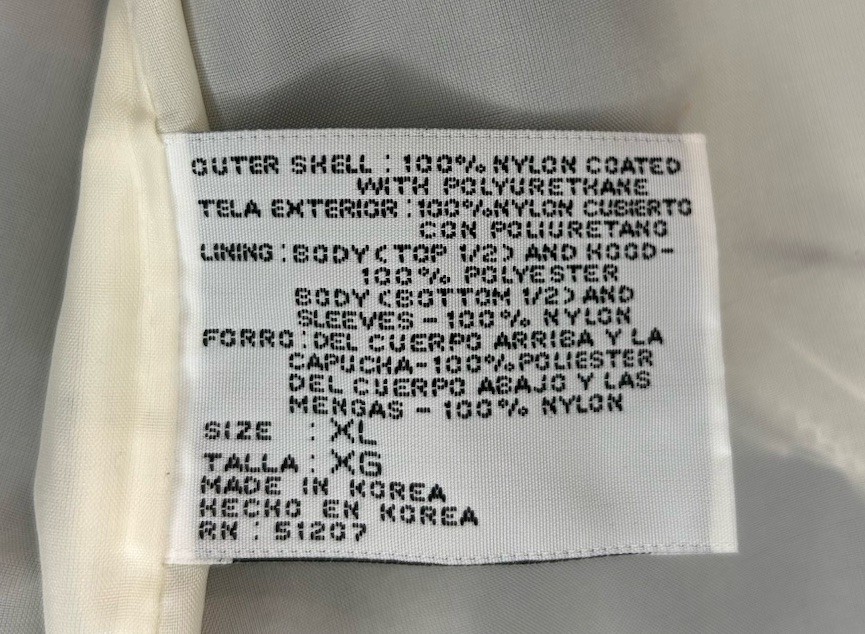 OUTER SHELL : 100% NYLON COATED
WITH POLYURETHANE
TELA EXTERIOR : 100% NYLON CUBIERTO
CON POLIURETANO
LINING : BODY (TOP 1/2) AND HOOD-
100% POLYESTER
BODY (BOTTOM 1/2) AND
SLEEVES - 100% NYLON
FORRO : DEL CUERPO ARRIBA Y LA
CAPUCHA-100% POLIESTER
DEL CUERPO ABAJO Y LAS
MENGAS - 100% NYLON
SIZE : XL
TALLA : XG
MADE IN KOREA
HECHO EN KOREA
RN : 51207